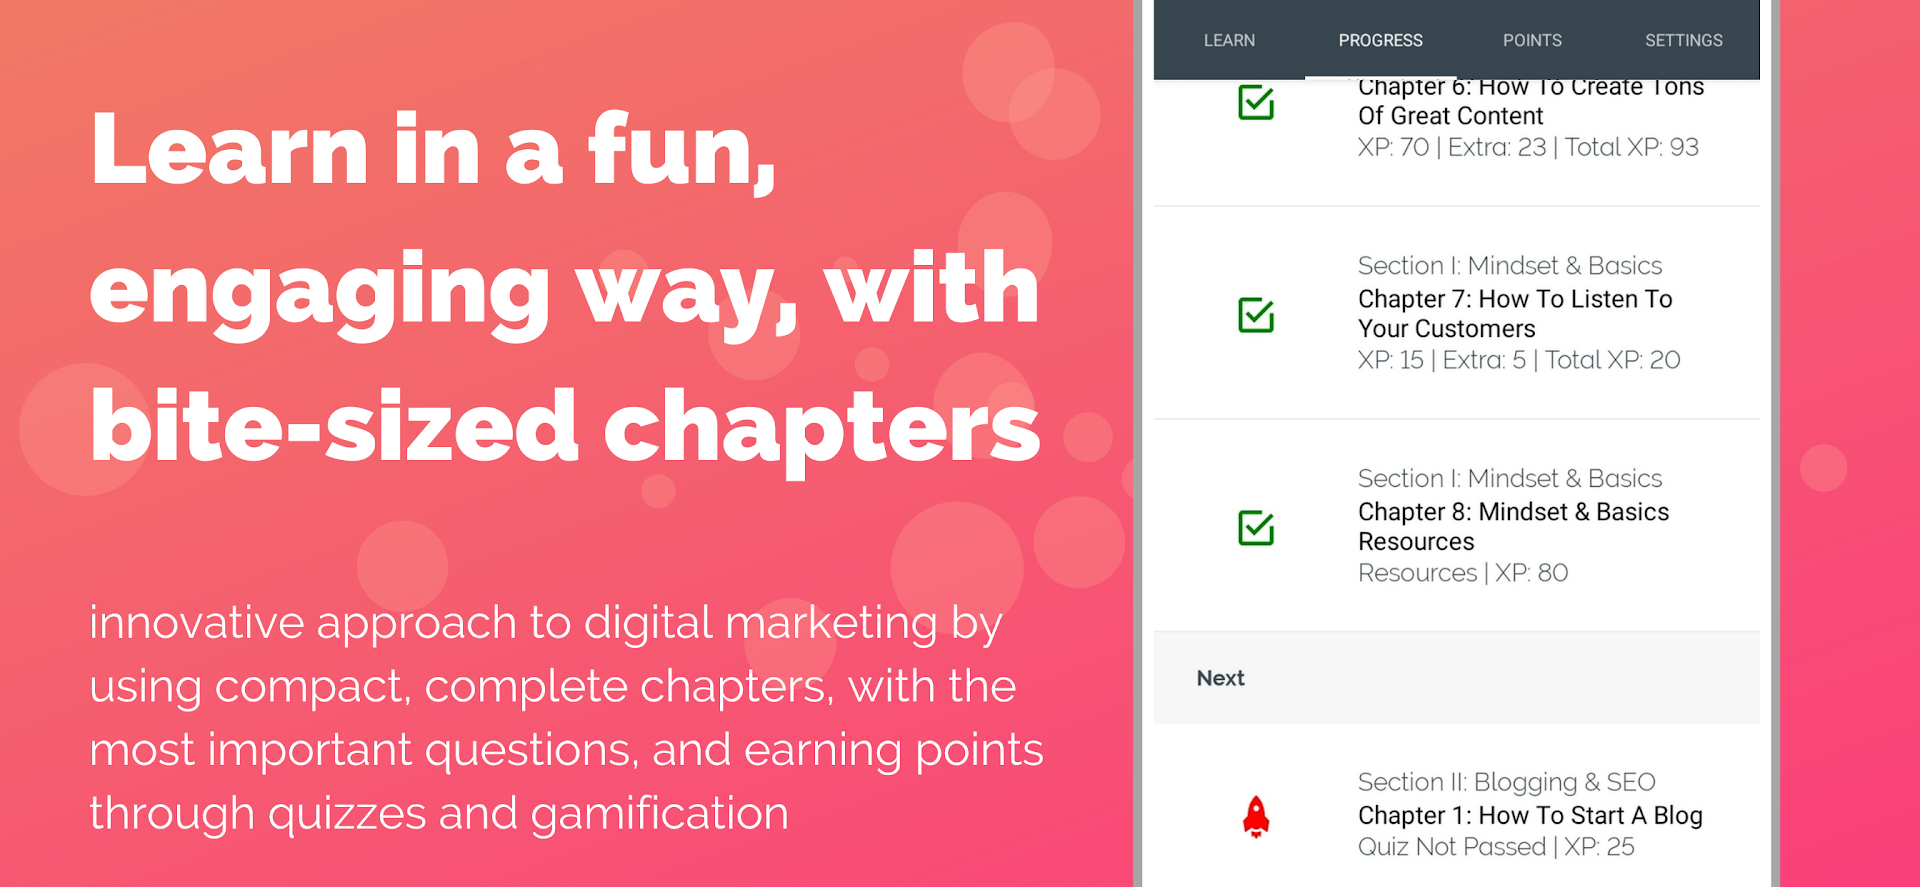 Learn in a fun,
engaging way, with
bite-sized chapters
innovative approach to digital marketing by
using compact, complete chapters, with the
most important questions, and earning points
through quizzes and gamification
LEARN PROGRESS POINTS SETTINGS
Chapter 6: How To Create Tons
Of Great Content
XP: 70 | Extra: 23 | Total XP: 93
Section I: Mindset & Basics
Chapter 7: How To Listen To
Your Customers
XP: 15 | Extra: 5 | Total XP: 20
Section I: Mindset & Basics
Chapter 8: Mindset & Basics
Resources
Resources | XP: 80
Next
Section II: Blogging & SEO
Chapter 1: How To Start A Blog
Quiz Not Passed | XP: 25